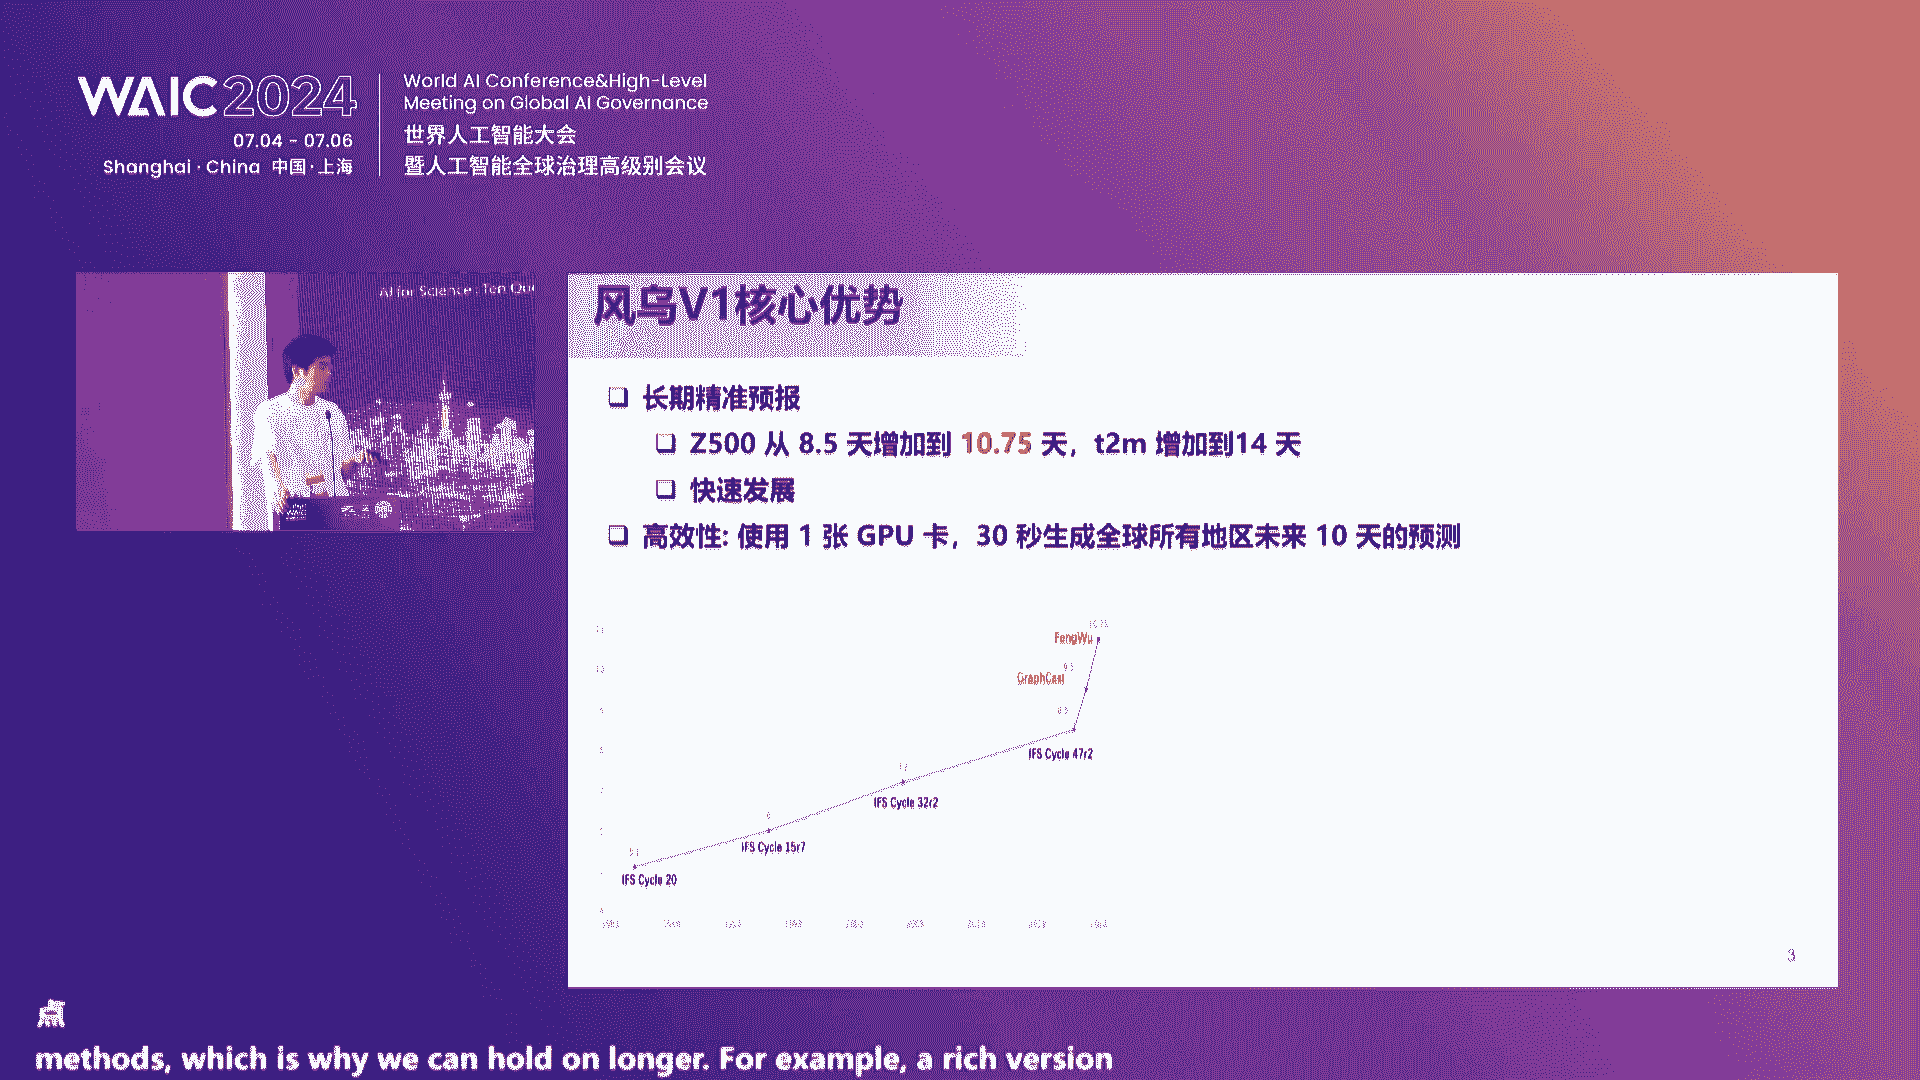 WAIC 2024
07.04 - 07.06
Shanghai · China 中国·上海
World AI Conference&High-Level
Meeting on Global AI Governance
世界人工智能大会
暨人工智能全球治理高级别会议
AI for Science: Ten Que
风乌V1核心优势
❑ 长期精准预报
❑ Z500 从 8.5 天增加到 10.75 天，t2m 增加到14 天
❑ 快速发展
❑ 高效性: 使用 1 张 GPU 卡，30 秒生成全球所有地区未来 10 天的预测
FengWu
GraphCast
IFS Cycle 47r2
IFS Cycle 32r2
IFS Cycle 15r7
IFS Cycle 20
3
点
methods, which is why we can hold on longer. For example, a rich version